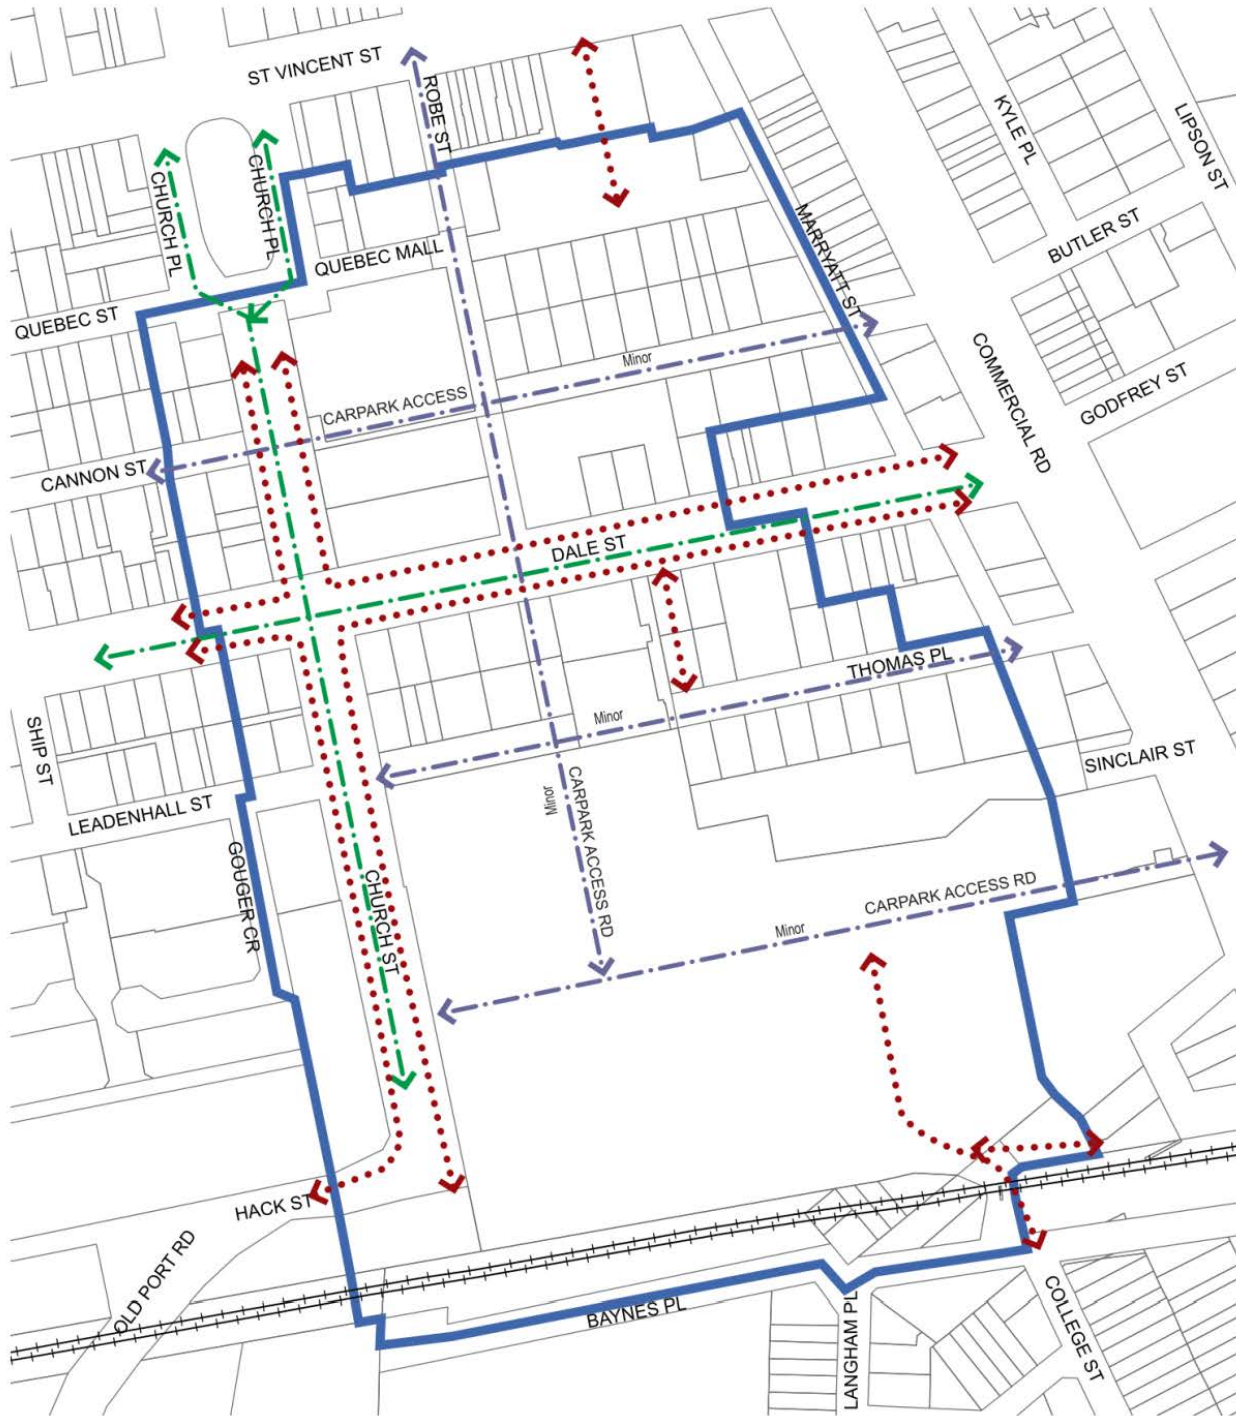 ST VINCENT ST
ROBE ST
KYLE PL
LIPSON ST
CHURCH PL
CHURCH PL
MARRYATT ST
BUTLER ST
QUEBEC MALL
QUEBEC ST
COMMERCIAL RD
Minor
GODFREY ST
CARPARK ACCESS
CANNON ST
DALE ST
THOMAS PL
SHIP ST
Minor
SINCLAIR ST
LEADENHALL ST
CARPARK ACCESS RD
Minor
GOUGER CR
CHURCH ST
CARPARK ACCESS RD
Minor
HACK ST
OLD PORT RD
BAYNES PL
LANGHAM PL
COLLEGE ST